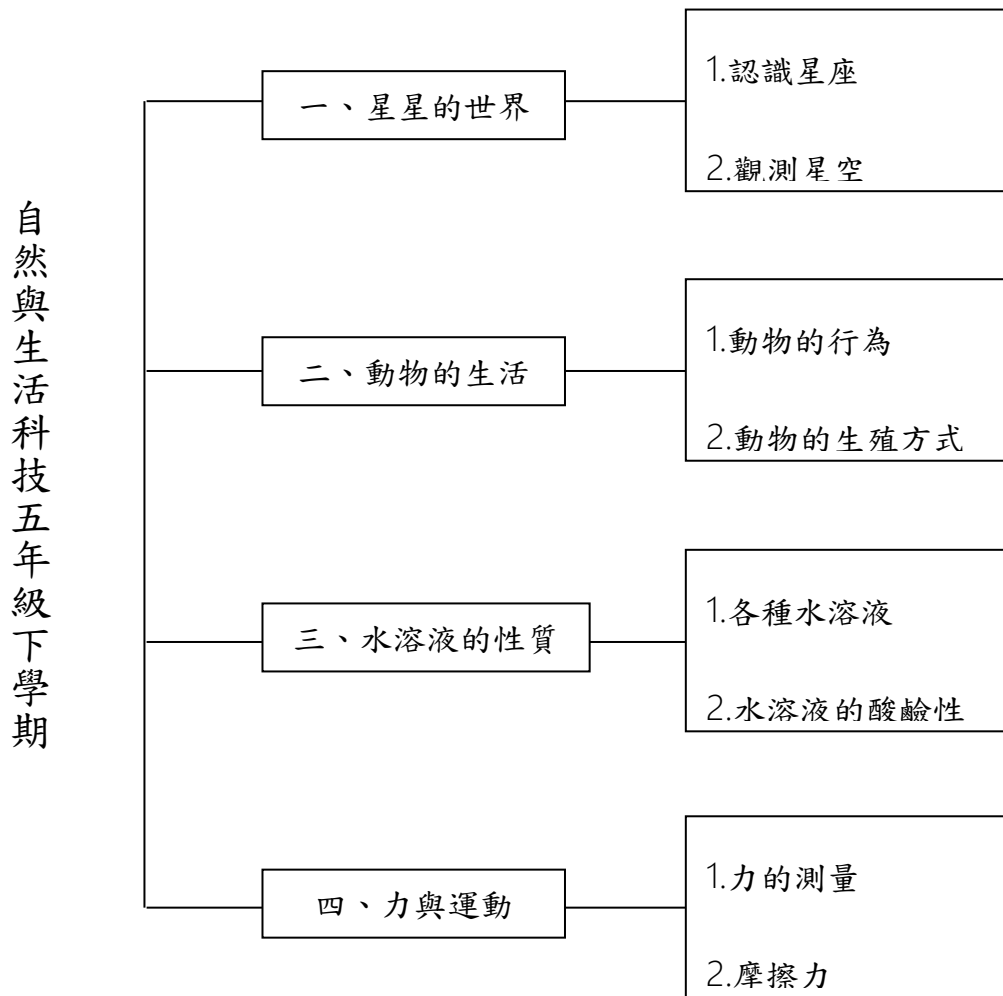 自然與生活科技五年級下學期
一、星星的世界
1.認識星座
2.觀測星空
二、動物的生活
1.動物的行為
2.動物的生殖方式
三、水溶液的性質
1.各種水溶液
2.水溶液的酸鹼性
四、力與運動
1.力的測量
2.摩擦力